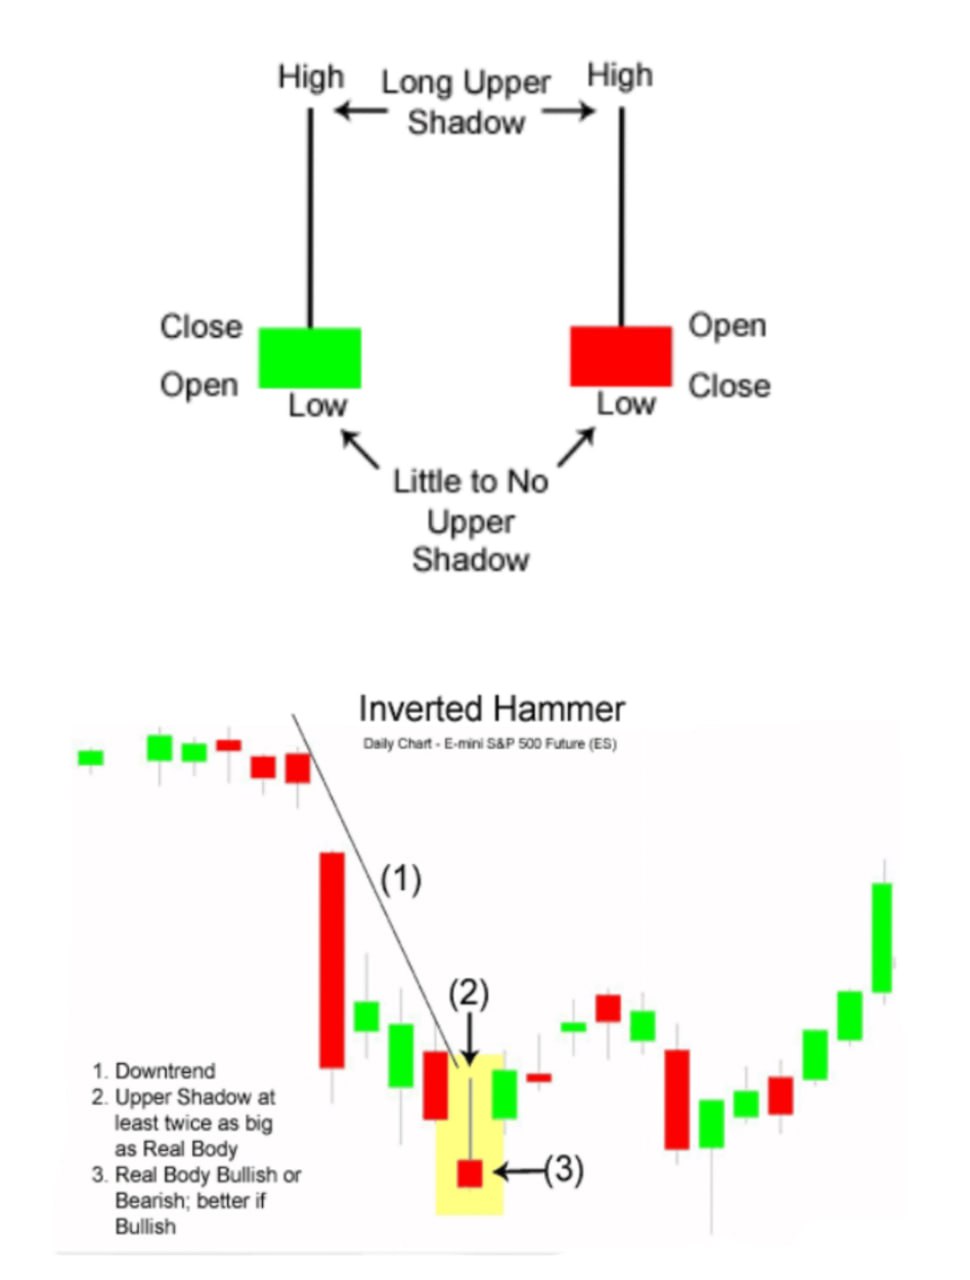 High
Long Upper
Shadow
High
Close
Open
Open
Close
Low
Low
Little to No
Upper
Shadow
Inverted Hammer
Daily Chart - E-mini S&P 500 Future (ES)
(1)
(2)
(3)
1. Downtrend
2. Upper Shadow at
least twice as big
as Real Body
3. Real Body Bullish or
Bearish; better if
Bullish